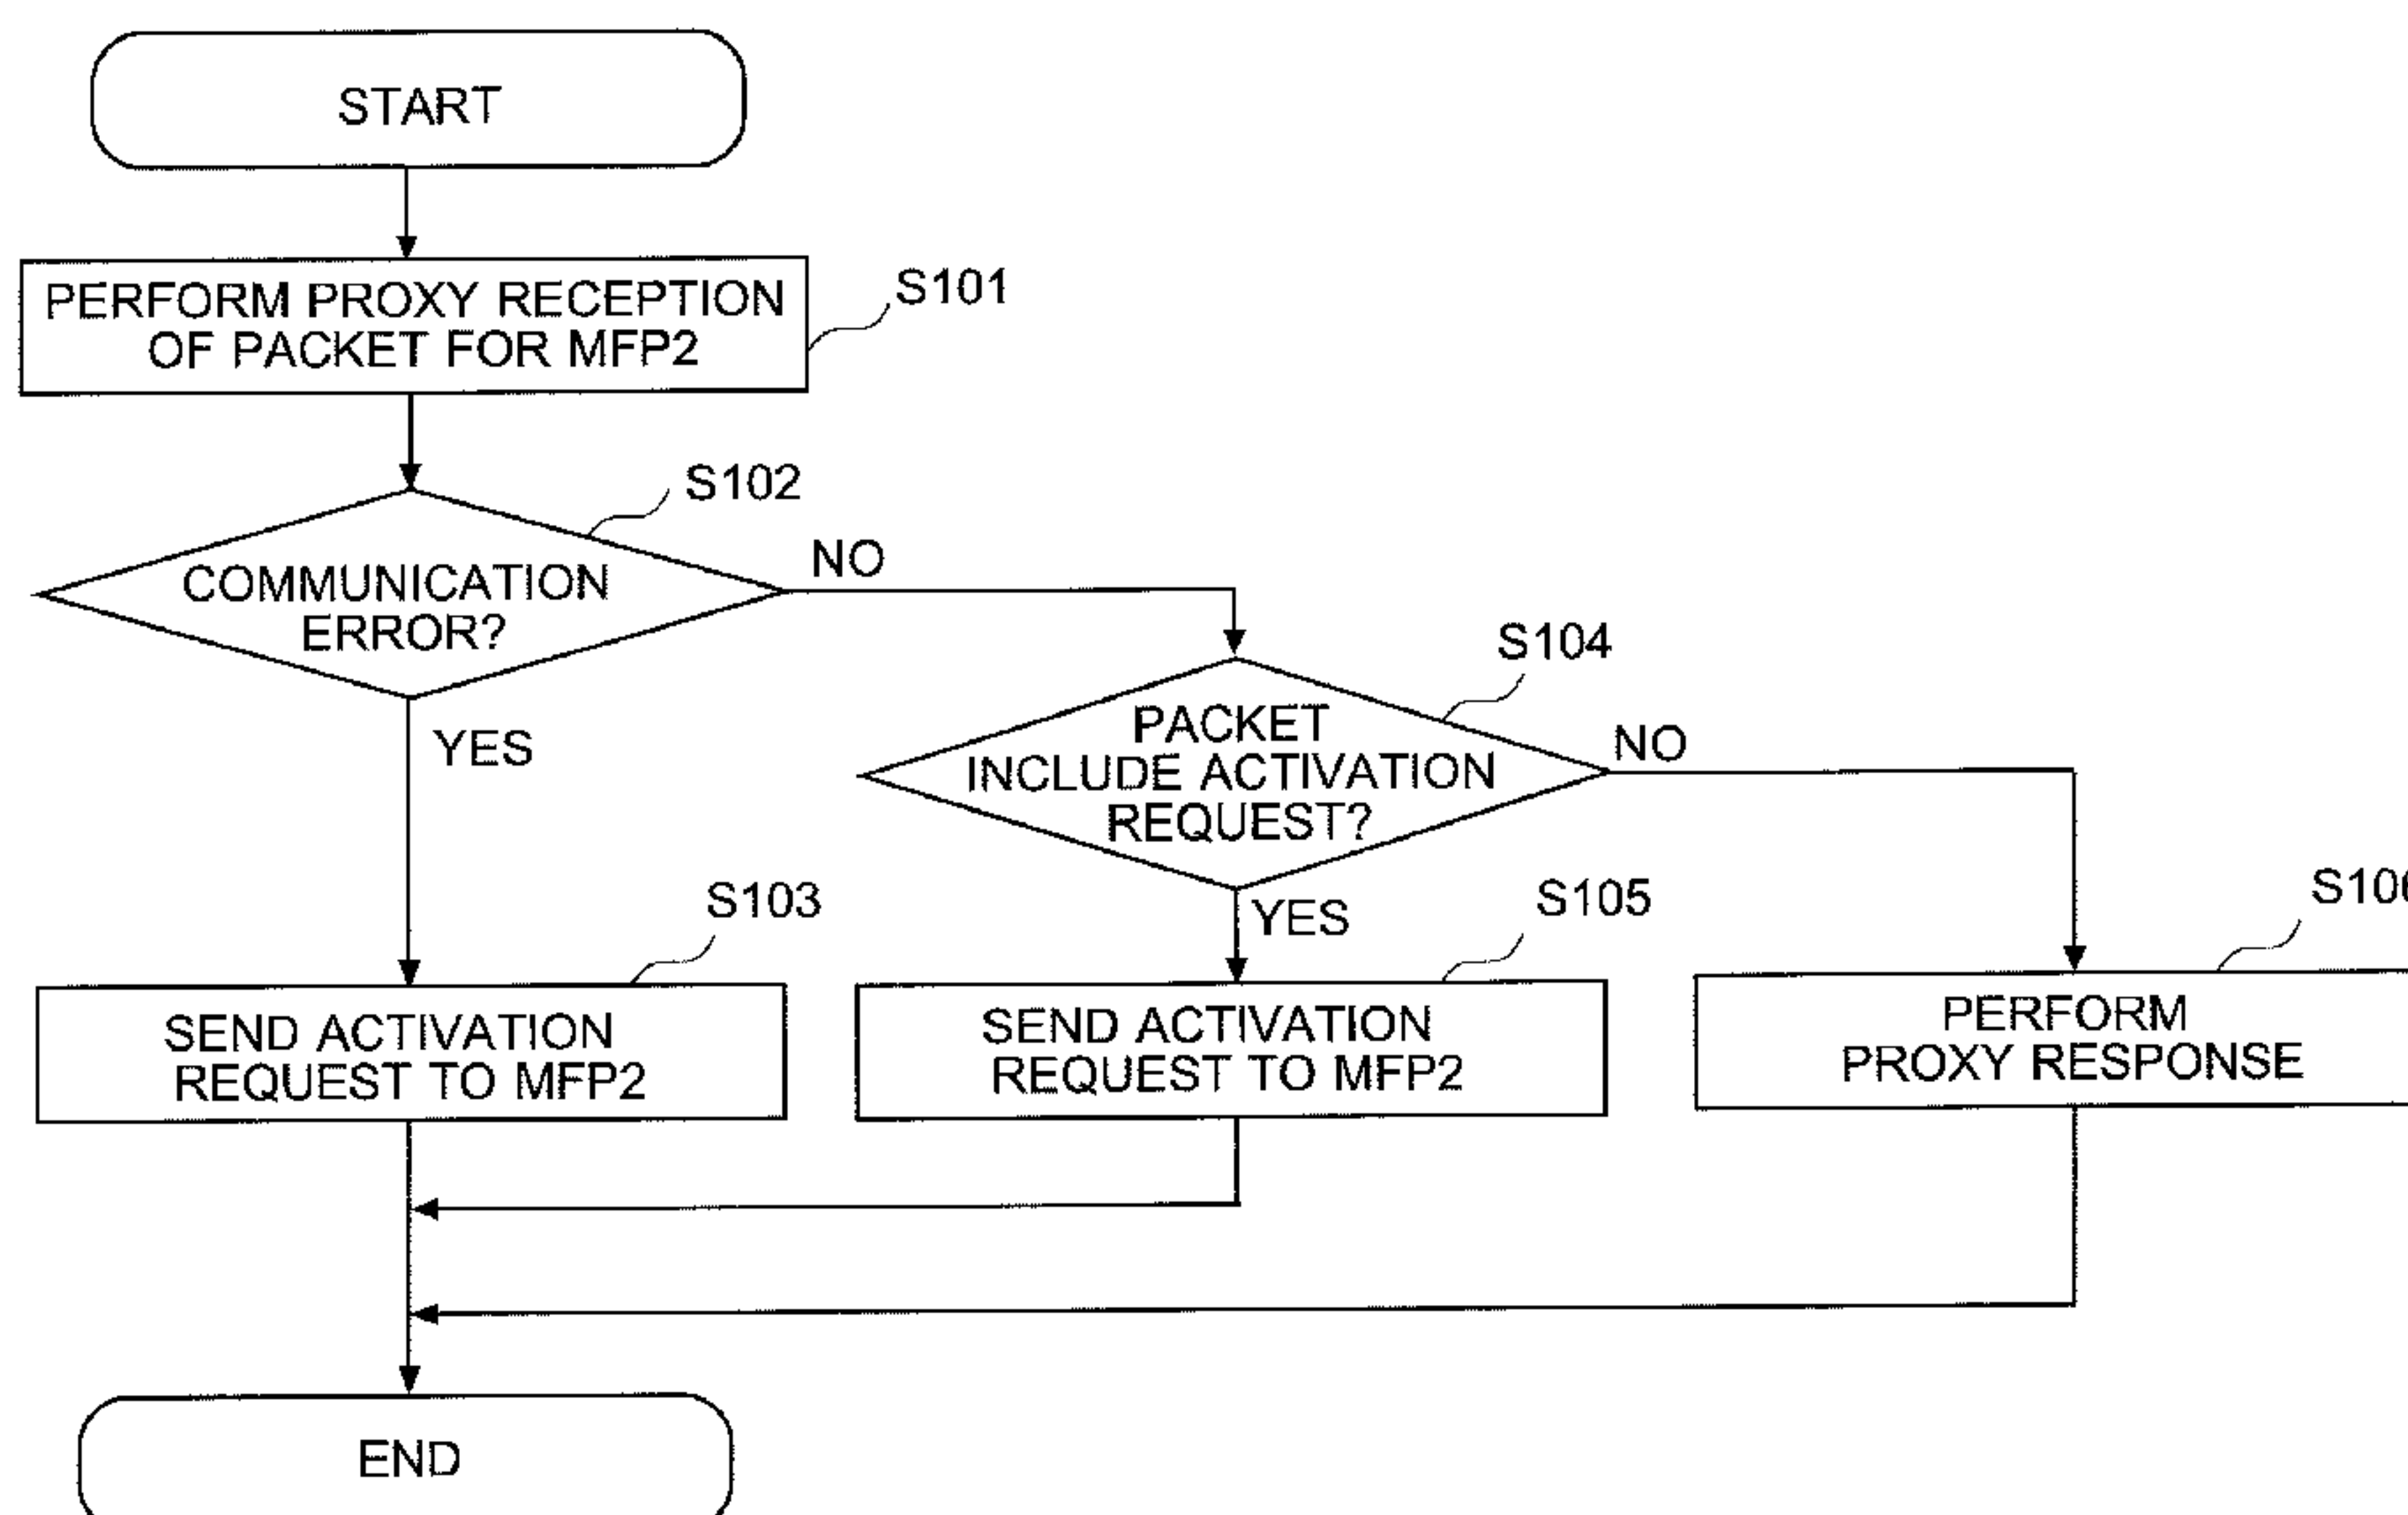 START
PERFORM PROXY RECEPTION
OF PACKET FOR MFP2
S101
S102
COMMUNICATION
ERROR?
NO
YES
S104
PACKET
INCLUDE ACTIVATION
REQUEST?
NO
YES
S103
SEND ACTIVATION
REQUEST TO MFP2
S105
SEND ACTIVATION
REQUEST TO MFP2
S106
PERFORM
PROXY RESPONSE
END